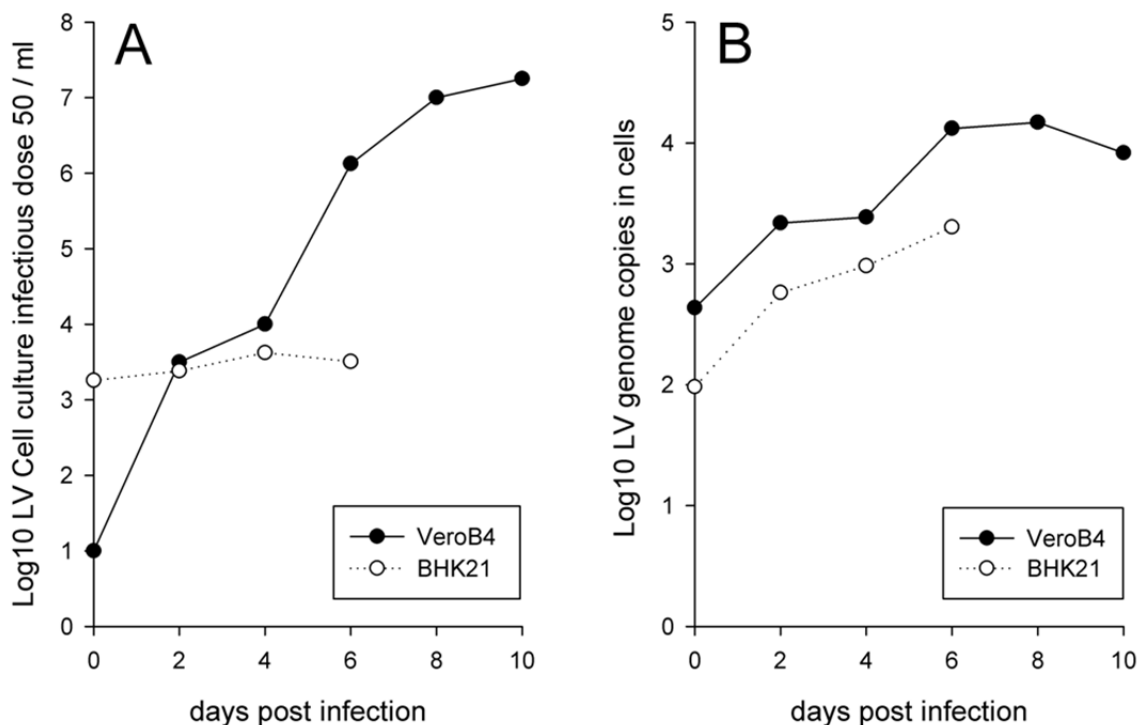 A
Log10 LV Cell culture infectious dose 50 / ml
8
7
6
5
4
3
2
1
0
0 2 4 6 8 10
days post infection
VeroB4
BHK21
B
Log10 LV genome copies in cells
5
4
3
2
1
0
0 2 4 6 8 10
days post infection
VeroB4
BHK21